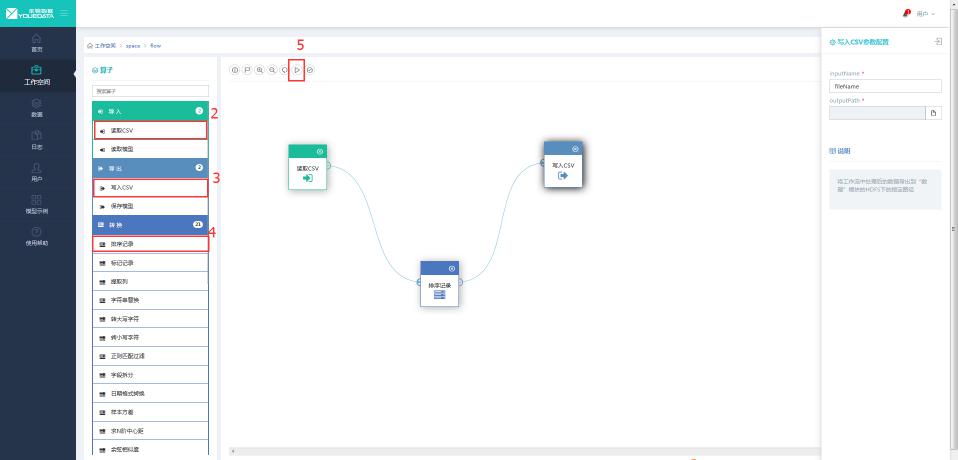 YOUEDATA
用户
首页
工作空间
数据
日志
用户
模型示例
使用帮助
工作空间 > space > flow
算子
搜索算子
导入 2
读取CSV
读取模型
导出 2
写入CSV
保存模型
转换 21
排序记录
标记记录
提取列
字符串替换
转大写字符
转小写字符
正则匹配过滤
字段拆分
日期格式转换
样本方差
求N阶中心距
余弦相似度
2
3
4
5
读取CSV
写入CSV
排序记录
写入CSV参数配置
inputName *
fileName
outputPath *
说明
将工作流中处理后的数据导出到“数
据”模块的HDFS下的指定路径